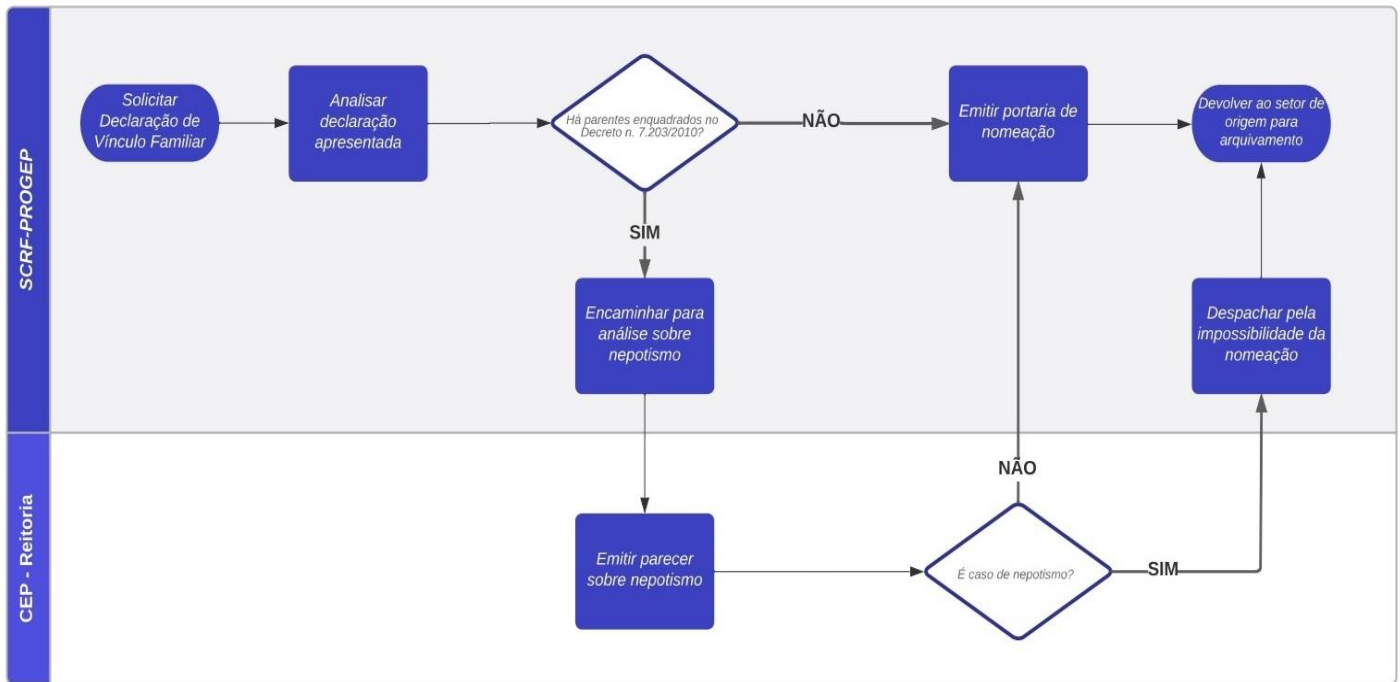 SCRF-PROGEP
Solicitar
Declaração de
Vínculo Familiar
Analisar
declaração
apresentada
Há parentes enquadrados no
Decreto n. 7.203/2010?
NÃO
Emitir portaria de
nomeação
Devolver ao setor de
origem para
arquivamento
SIM
Encaminhar para
análise sobre
nepotismo
Despachar pela
impossibilidade da
nomeação
CEP - Reitoria
Emitir parecer
sobre nepotismo
É caso de nepotismo?
NÃO
SIM